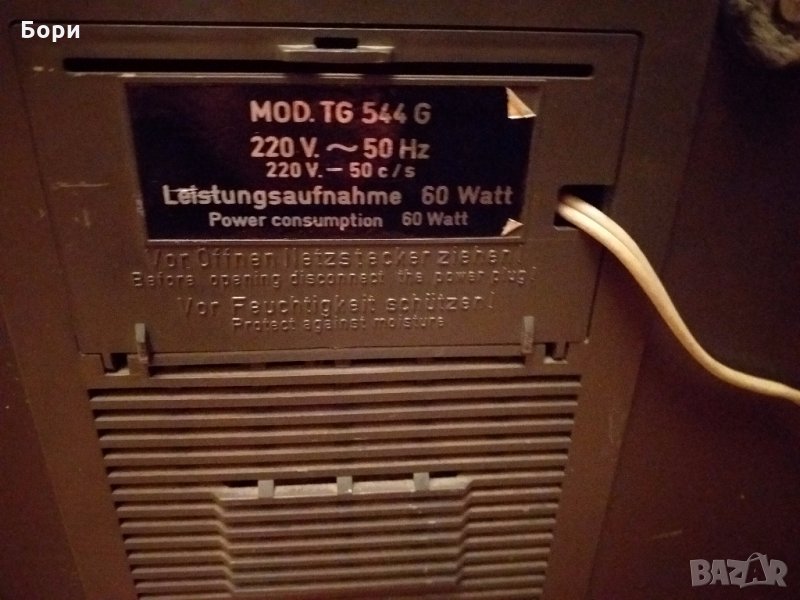 Бори
MOD. TG 544 G
220 V. ~ 50 Hz
220 V. – 50 c/s
Leistungsaufnahme 60 Watt
Power consumption 60 Watt
Vor Öffnen Netzstecker ziehen!
Before opening disconnect the power plug!
Vor Feuchtigkeit schützen!
Protect against moisture
BAZAR